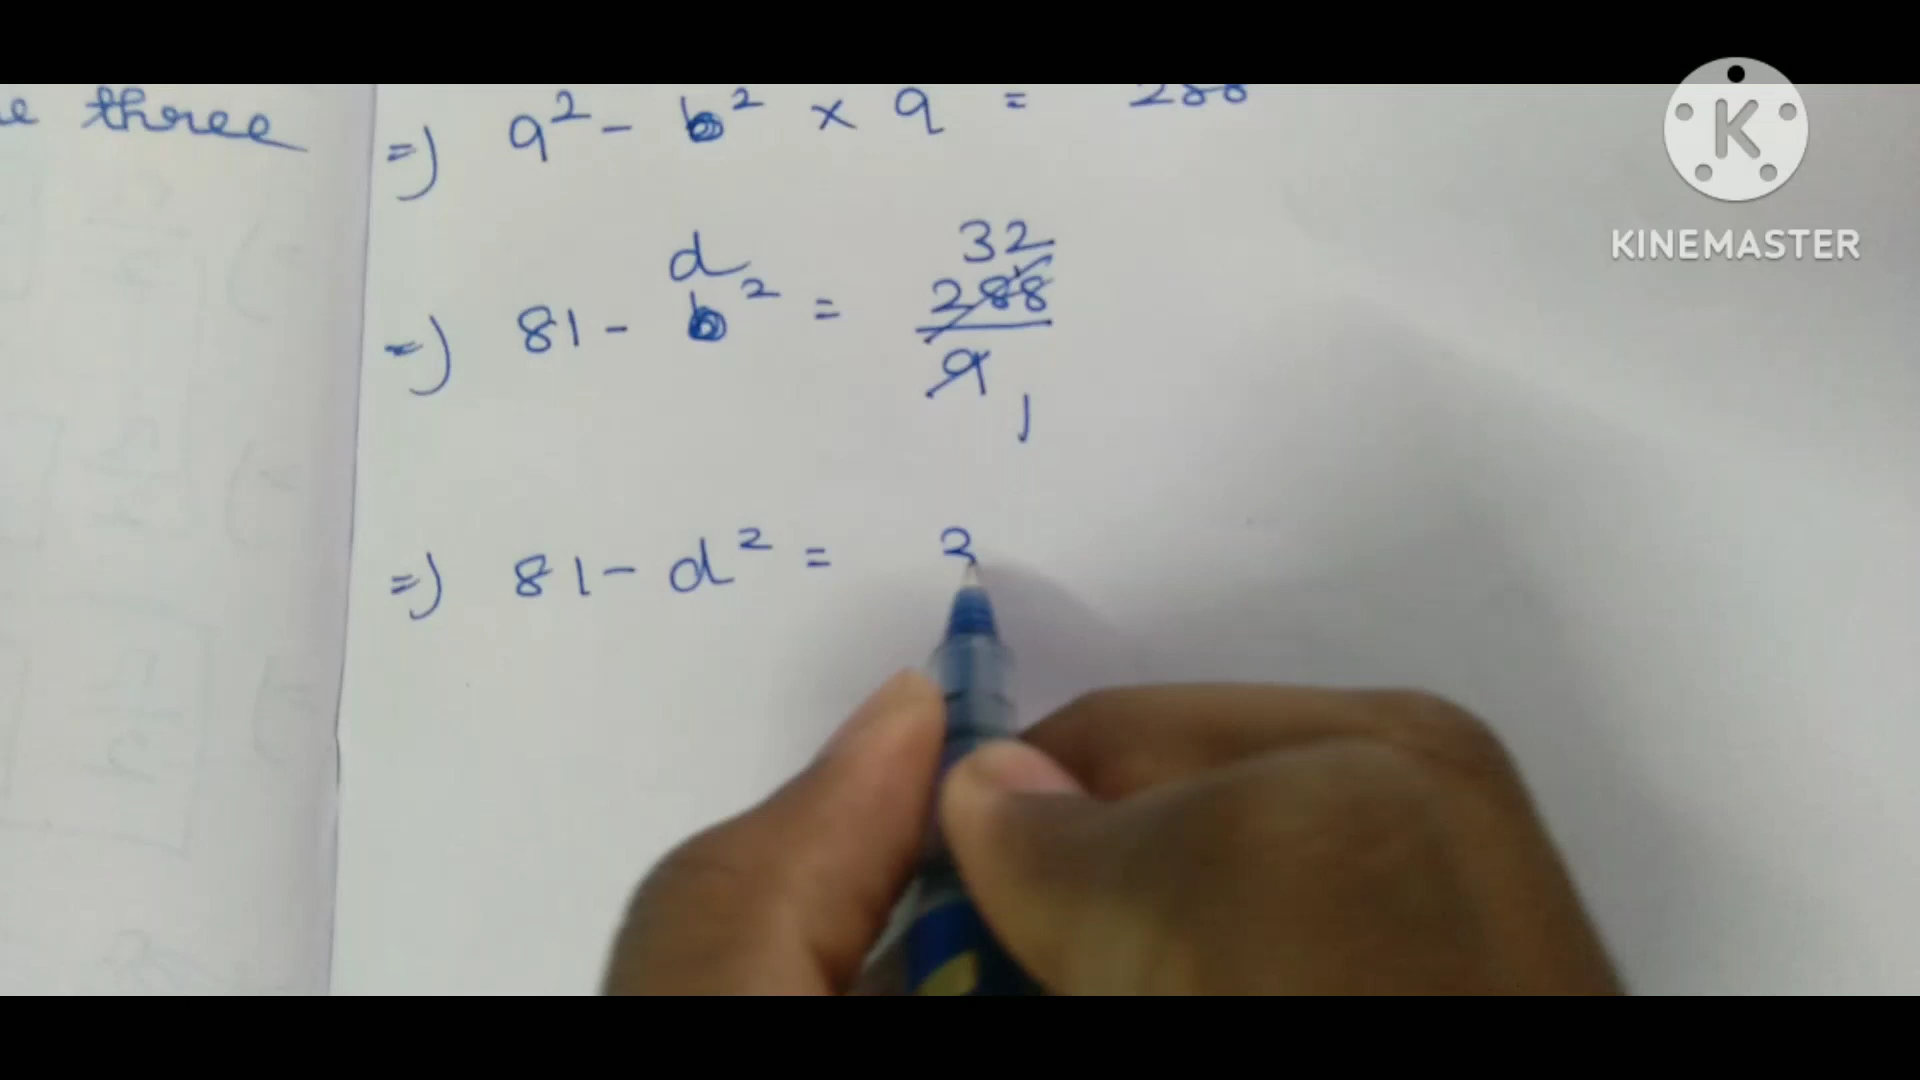 e three
=) 9² - b² × 9 = 288
d
32
=) 81 - b² = 288
9
1
=) 81 - d² = 3
KINEMASTER